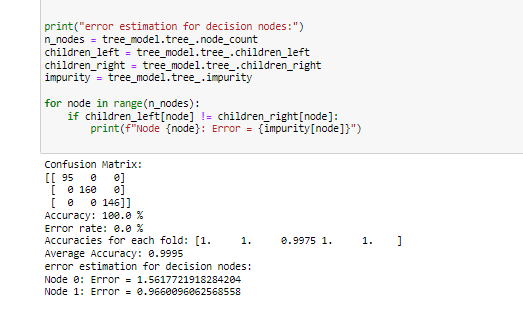 print("error estimation for decision nodes:")
n_nodes = tree_model.tree_.node_count
children_left = tree_model.tree_.children_left
children_right = tree_model.tree_.children_right
impurity = tree_model.tree_.impurity
for node in range(n_nodes):
    if children_left[node] != children_right[node]:
        print(f"Node {node}: Error = {impurity[node]}")
Confusion Matrix:
[[ 95   0   0]
 [  0 160   0]
 [  0   0 146]]
Accuracy: 100.0 %
Error rate: 0.0 %
Accuracies for each fold: [1.     1.     0.9975 1.     1.    ]
Average Accuracy: 0.9995
error estimation for decision nodes:
Node 0: Error = 1.5617721918284204
Node 1: Error = 0.9660096062568558